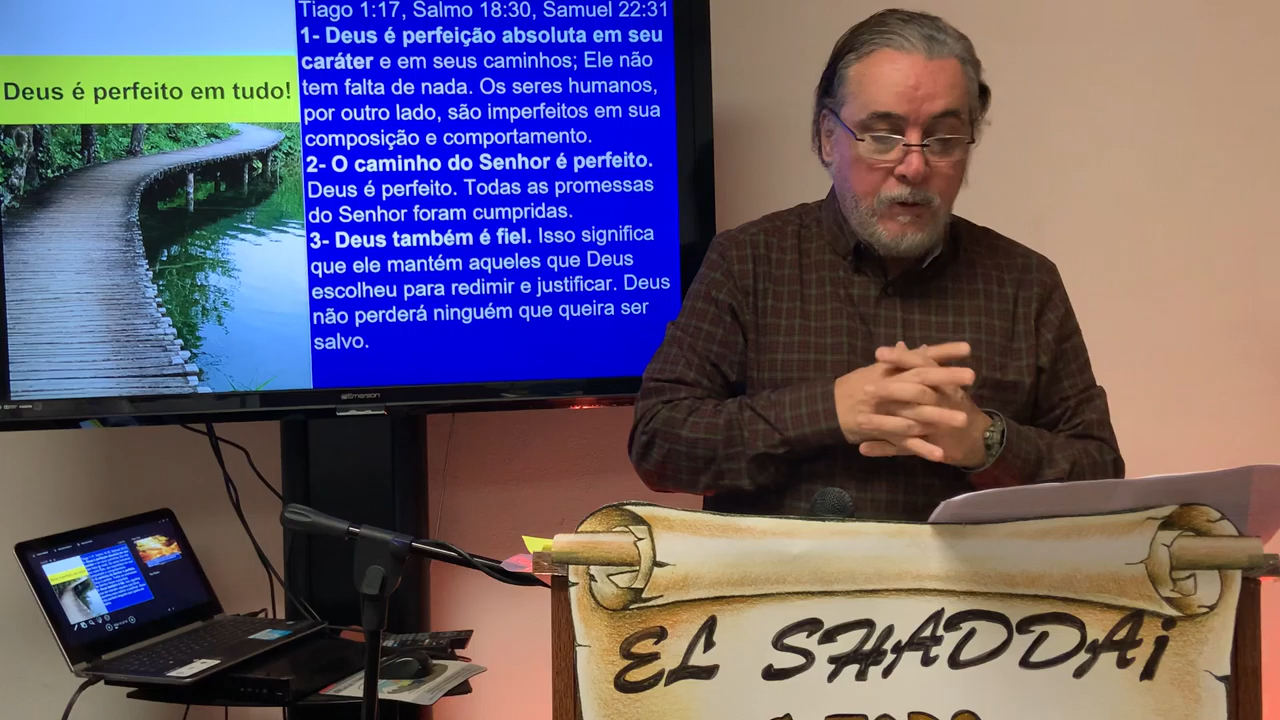 Deus é perfeito em tudo!
Tiago 1:17, Salmo 18:30, Samuel 22:31
1- Deus é perfeição absoluta em seu
caráter e em seus caminhos; Ele não
tem falta de nada. Os seres humanos,
por outro lado, são imperfeitos em sua
composição e comportamento.
2- O caminho do Senhor é perfeito.
Deus é perfeito. Todas as promessas
do Senhor foram cumpridas.
3- Deus também é fiel. Isso significa
que ele mantém aqueles que Deus
escolheu para redimir e justificar. Deus
não perderá ninguém que queira ser
salvo.
Emerson
EL SHADDAi